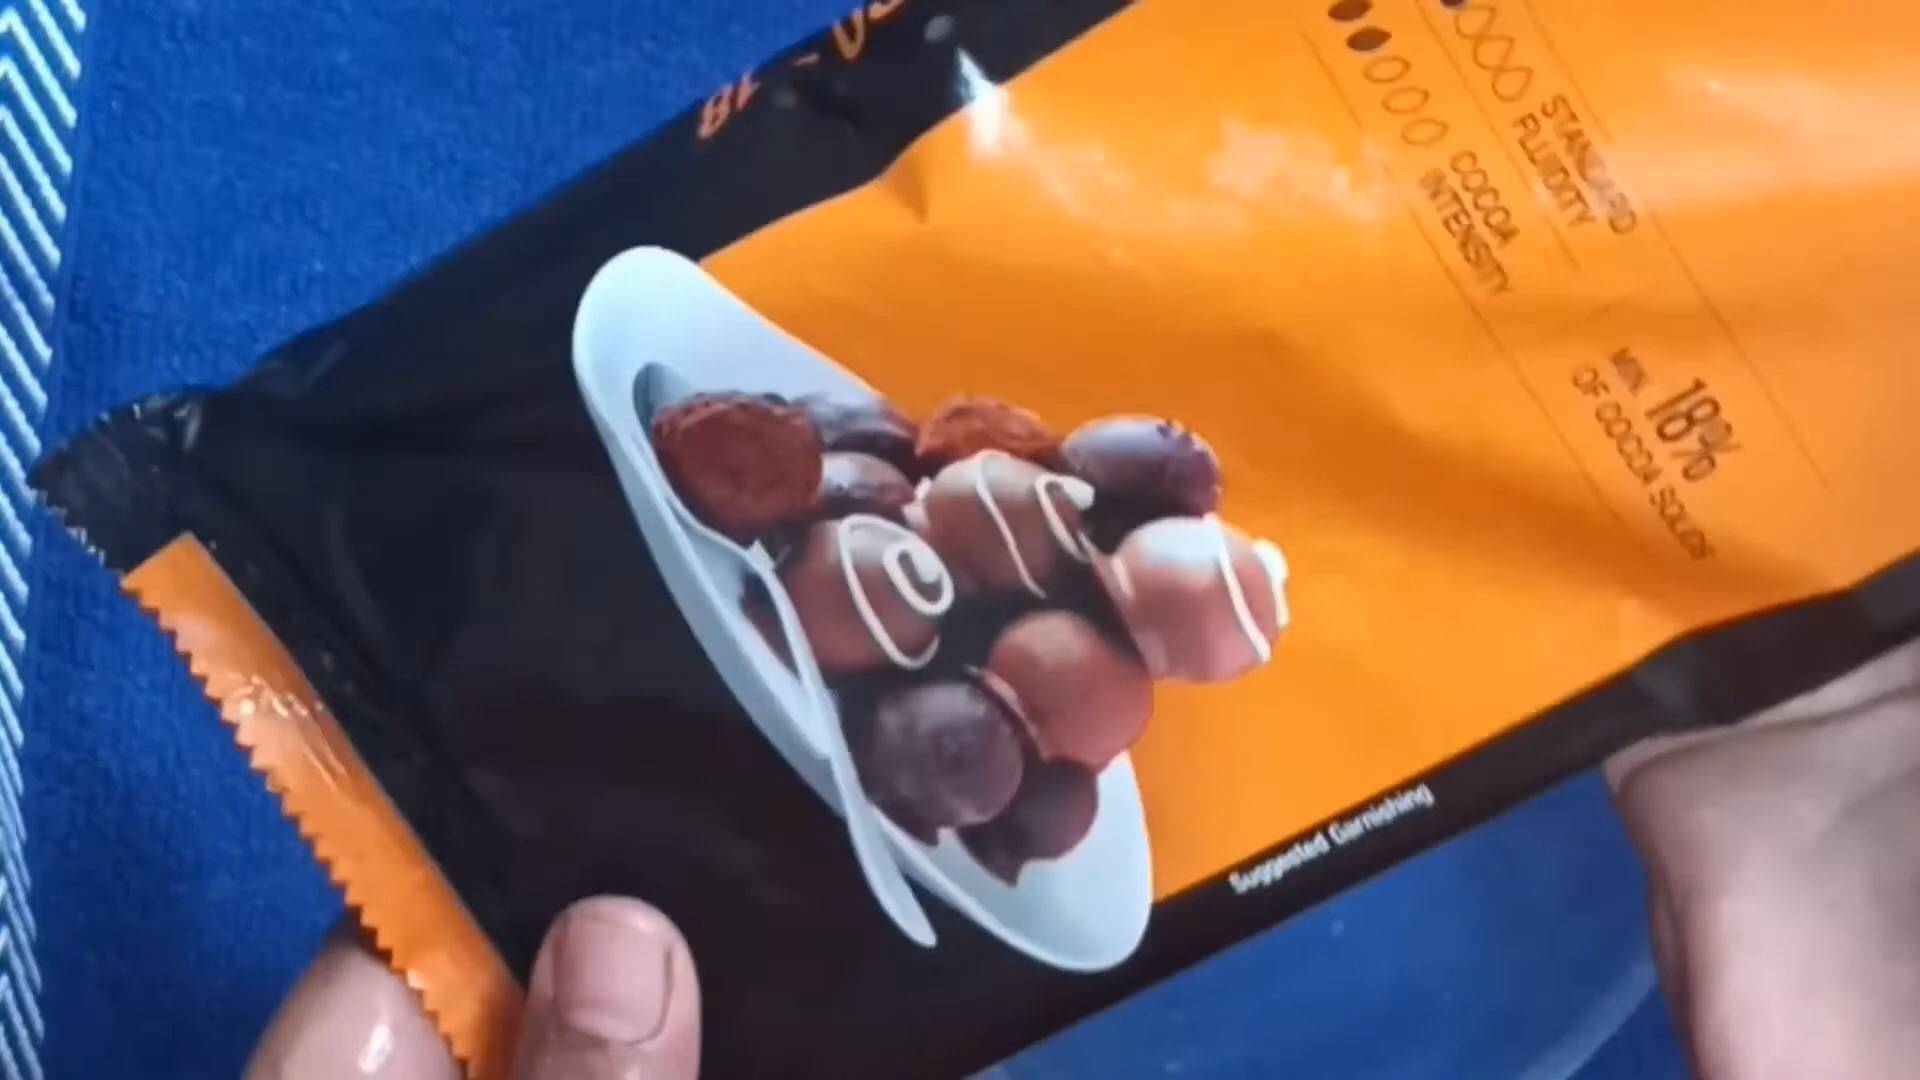 STANDARD
FLUIDITY
COCOA
INTENSITY
MIN. 18%
OF COCOA SOLIDS
Suggested Garnishing